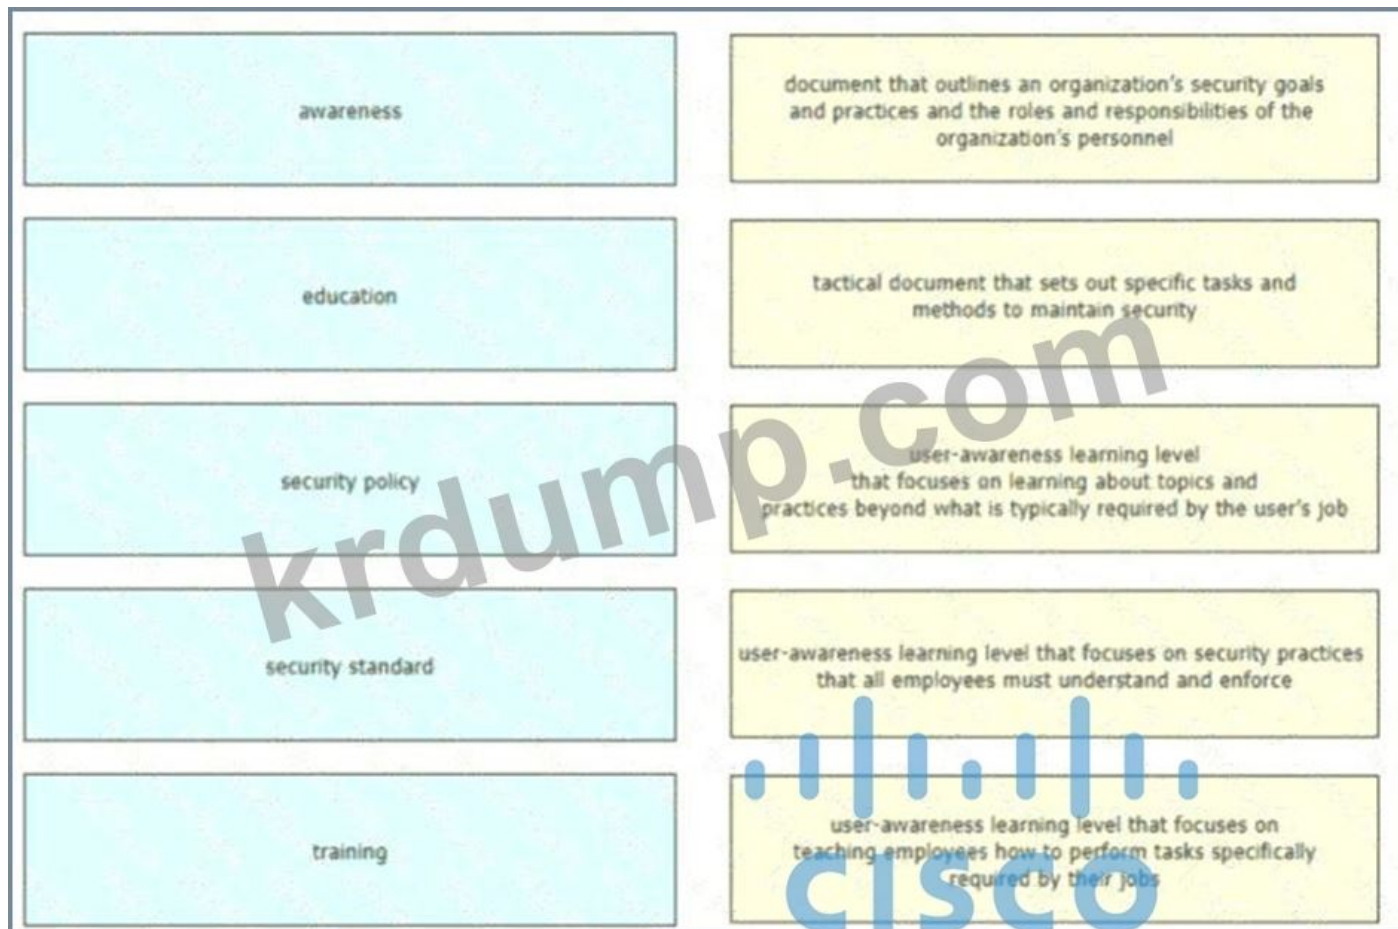 awareness
document that outlines an organization's security goals
and practices and the roles and responsibilities of the
organization's personnel
education
tactical document that sets out specific tasks and
methods to maintain security
security policy
user-awareness learning level
that focuses on learning about topics and
practices beyond what is typically required by the user's job
security standard
user-awareness learning level that focuses on security practices
that all employees must understand and enforce
training
user-awareness learning level that focuses on
teaching employees how to perform tasks specifically
required by their jobs
krdump.com
CISCO